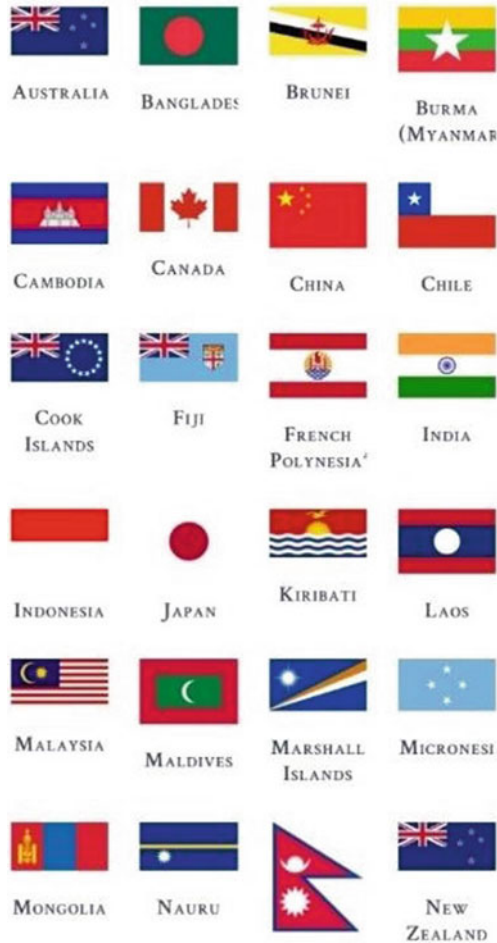 AUSTRALIA
BANGLADES
BRUNEI
BURMA
(MYANMAR
CAMBODIA
CANADA
CHINA
CHILE
COOK
ISLANDS
FIJI
FRENCH
POLYNESIA
INDIA
INDONESIA
JAPAN
KIRIBATI
LAOS
MALAYSIA
MALDIVES
MARSHALL
ISLANDS
MICRONESI
MONGOLIA
NAURU
NEW
ZEALAND